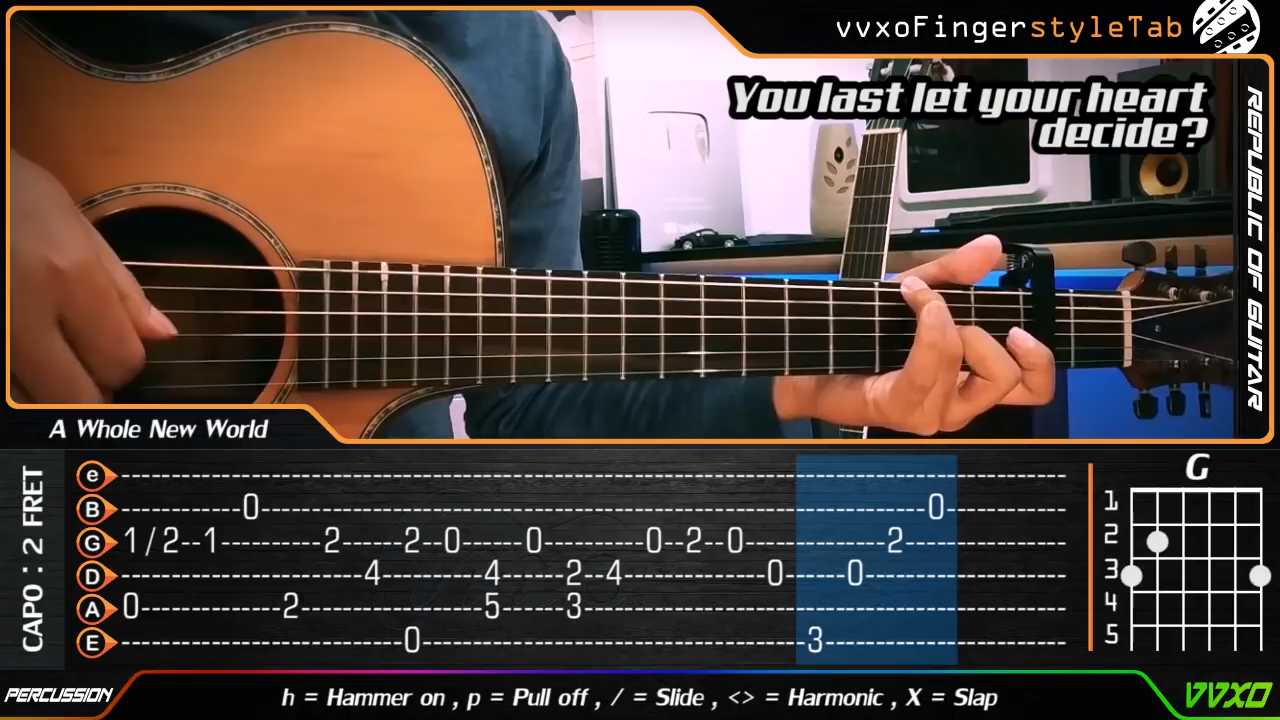 vvxoFingerstyleTab
You last let your heart
decide?
REPUBLIC OF GUITAR
A Whole New World
CAPO : 2 FRET
e---------------------------------------------
B------0---------------------------------0----
G 1/2--1-----2---2-0---0-----0-2-0-------2-----
D------------4-----4---2-4-------0---0--------
A 0-------2--------5---3----------------------
E--------------0-------------------3----------
G
1
2
3
4
5
PERCUSSION
h = Hammer on , p = Pull off , / = Slide , <> = Harmonic , X = Slap
VVXO